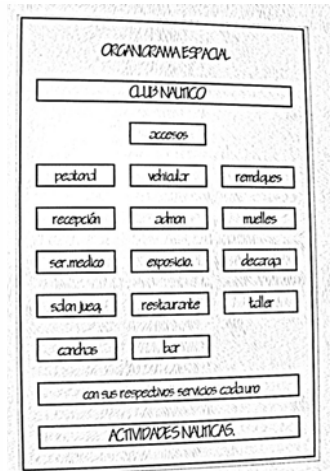 ORGANIGRAMA ESPACIAL
CLUB NAUTICO
accesos
peatonal vehicular remolques
recepción admon muelles
ser.medico exposicio. decarga
salon jueg. restaurante taller
canchas bar
con sus respectivos servicios cada uno
ACTIVIDADES NAUTICAS.